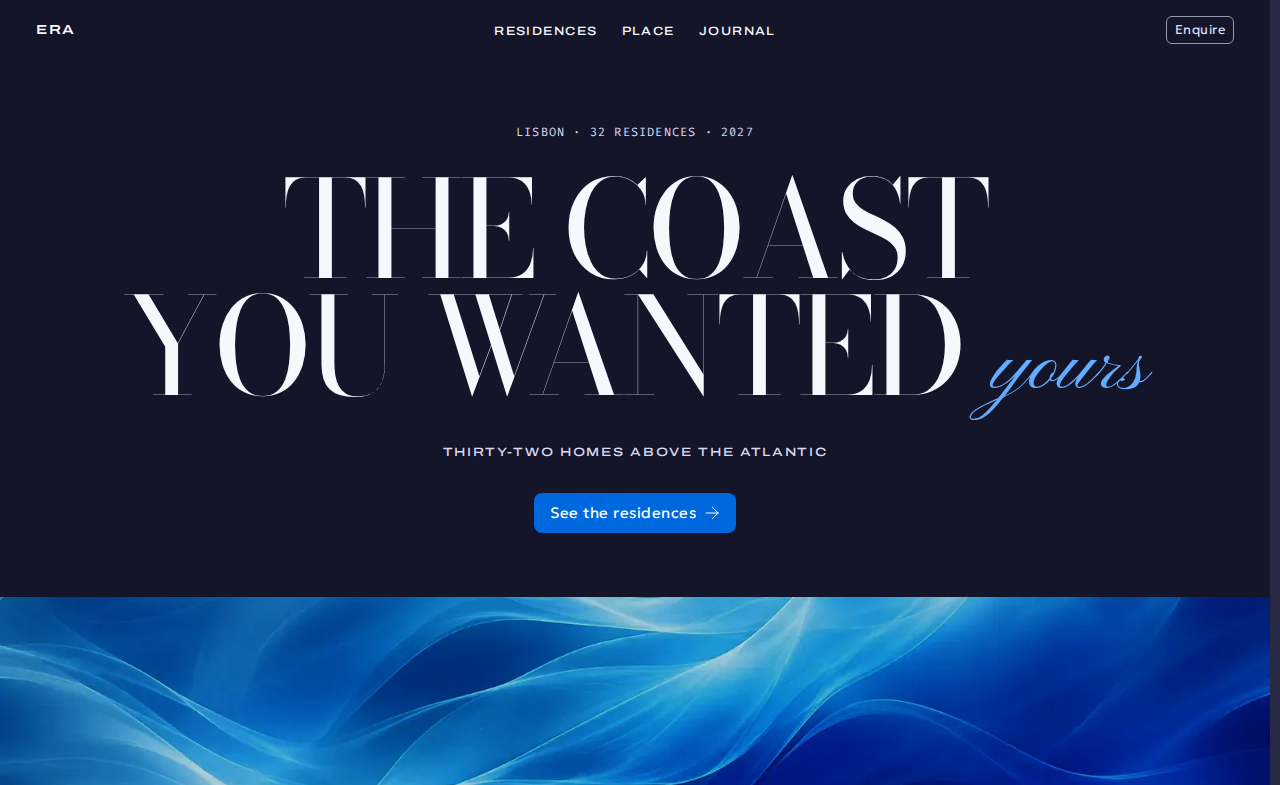 ERA
RESIDENCES PLACE JOURNAL
Enquire
LISBON · 32 RESIDENCES · 2027
THE COAST
YOU WANTED yours
THIRTY-TWO HOMES ABOVE THE ATLANTIC
See the residences →